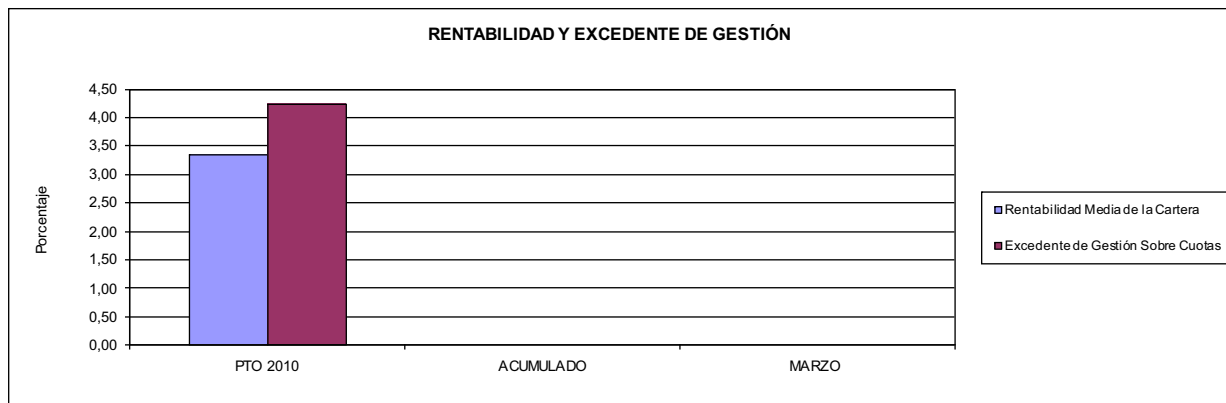 RENTABILIDAD Y EXCEDENTE DE GESTIÓN
4,50
4,00
3,50
3,00
2,50
2,00
1,50
1,00
0,50
0,00
Porcentaje
PTO 2010
ACUMULADO
MARZO
Rentabilidad Media de la Cartera
Excedente de Gestión Sobre Cuotas